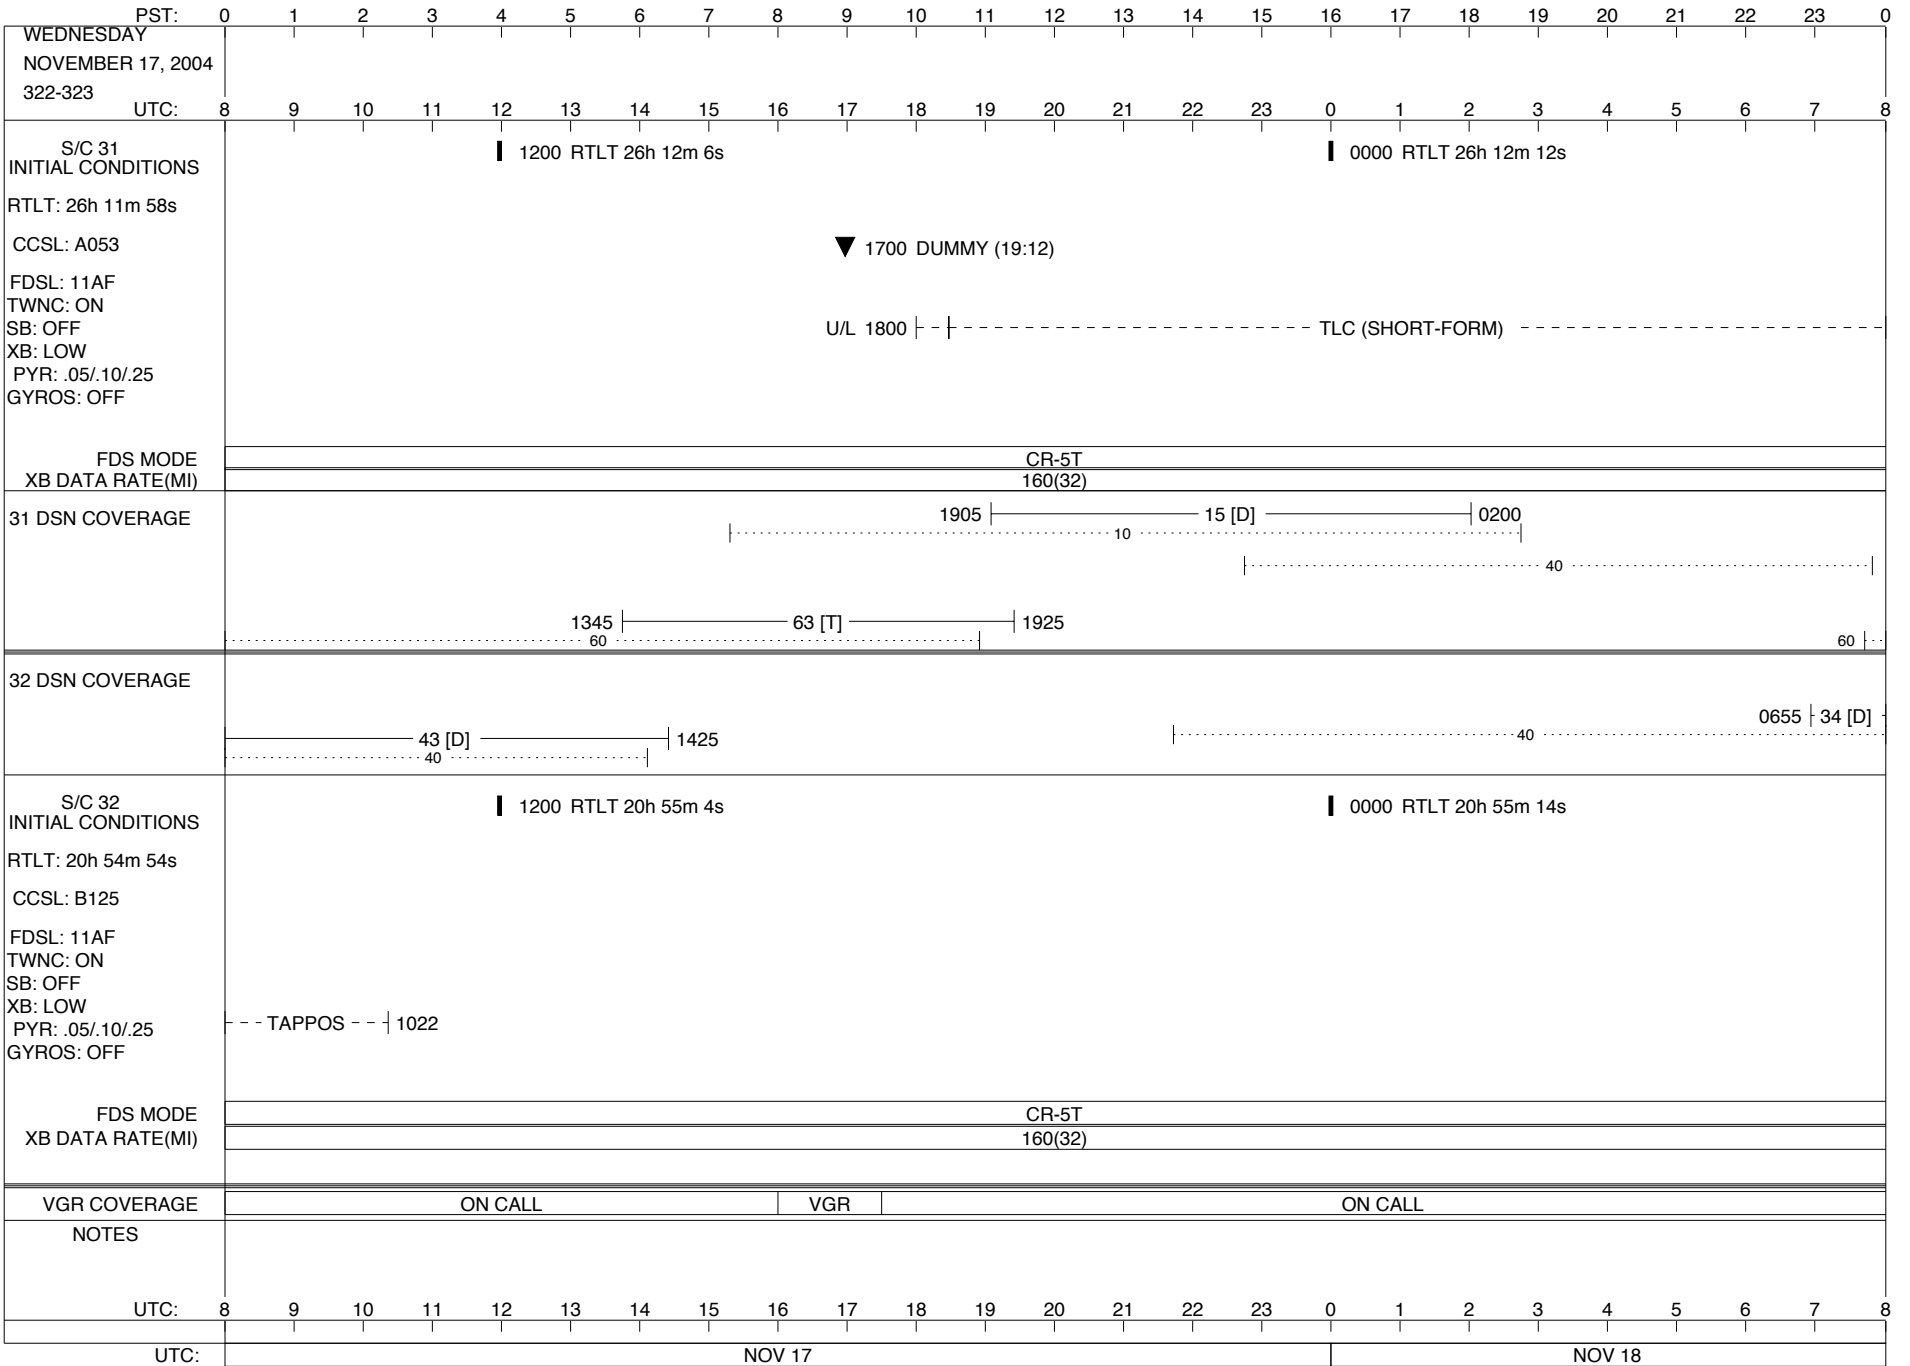 PST: 0 1 2 3 4 5 6 7 8 9 10 11 12 13 14 15 16 17 18 19 20 21 22 23 0
WEDNESDAY
NOVEMBER 17, 2004
322-323
UTC: 8 9 10 11 12 13 14 15 16 17 18 19 20 21 22 23 0 1 2 3 4 5 6 7 8
S/C 31
INITIAL CONDITIONS
1200 RTLT 26h 12m 6s
0000 RTLT 26h 12m 12s
RTLT: 26h 11m 58s
CCSL: A053
1700 DUMMY (19:12)
FDSL: 11AF
TWNC: ON
SB: OFF
U/L 1800
TLC (SHORT-FORM)
XB: LOW
PYR: .05/.10/.25
GYROS: OFF
FDS MODE
CR-5T
XB DATA RATE(MI)
160(32)
31 DSN COVERAGE
1905 15 [D] 0200
10
40
1345 63 [T] 1925
60
60
32 DSN COVERAGE
0655 34 [D]
40
43 [D] 1425
40
S/C 32
INITIAL CONDITIONS
1200 RTLT 20h 55m 4s
0000 RTLT 20h 55m 14s
RTLT: 20h 54m 54s
CCSL: B125
FDSL: 11AF
TWNC: ON
SB: OFF
XB: LOW
TAPPOS 1022
PYR: .05/.10/.25
GYROS: OFF
FDS MODE
CR-5T
XB DATA RATE(MI)
160(32)
VGR COVERAGE
ON CALL VGR ON CALL
NOTES
UTC: 8 9 10 11 12 13 14 15 16 17 18 19 20 21 22 23 0 1 2 3 4 5 6 7 8
UTC: NOV 17 NOV 18